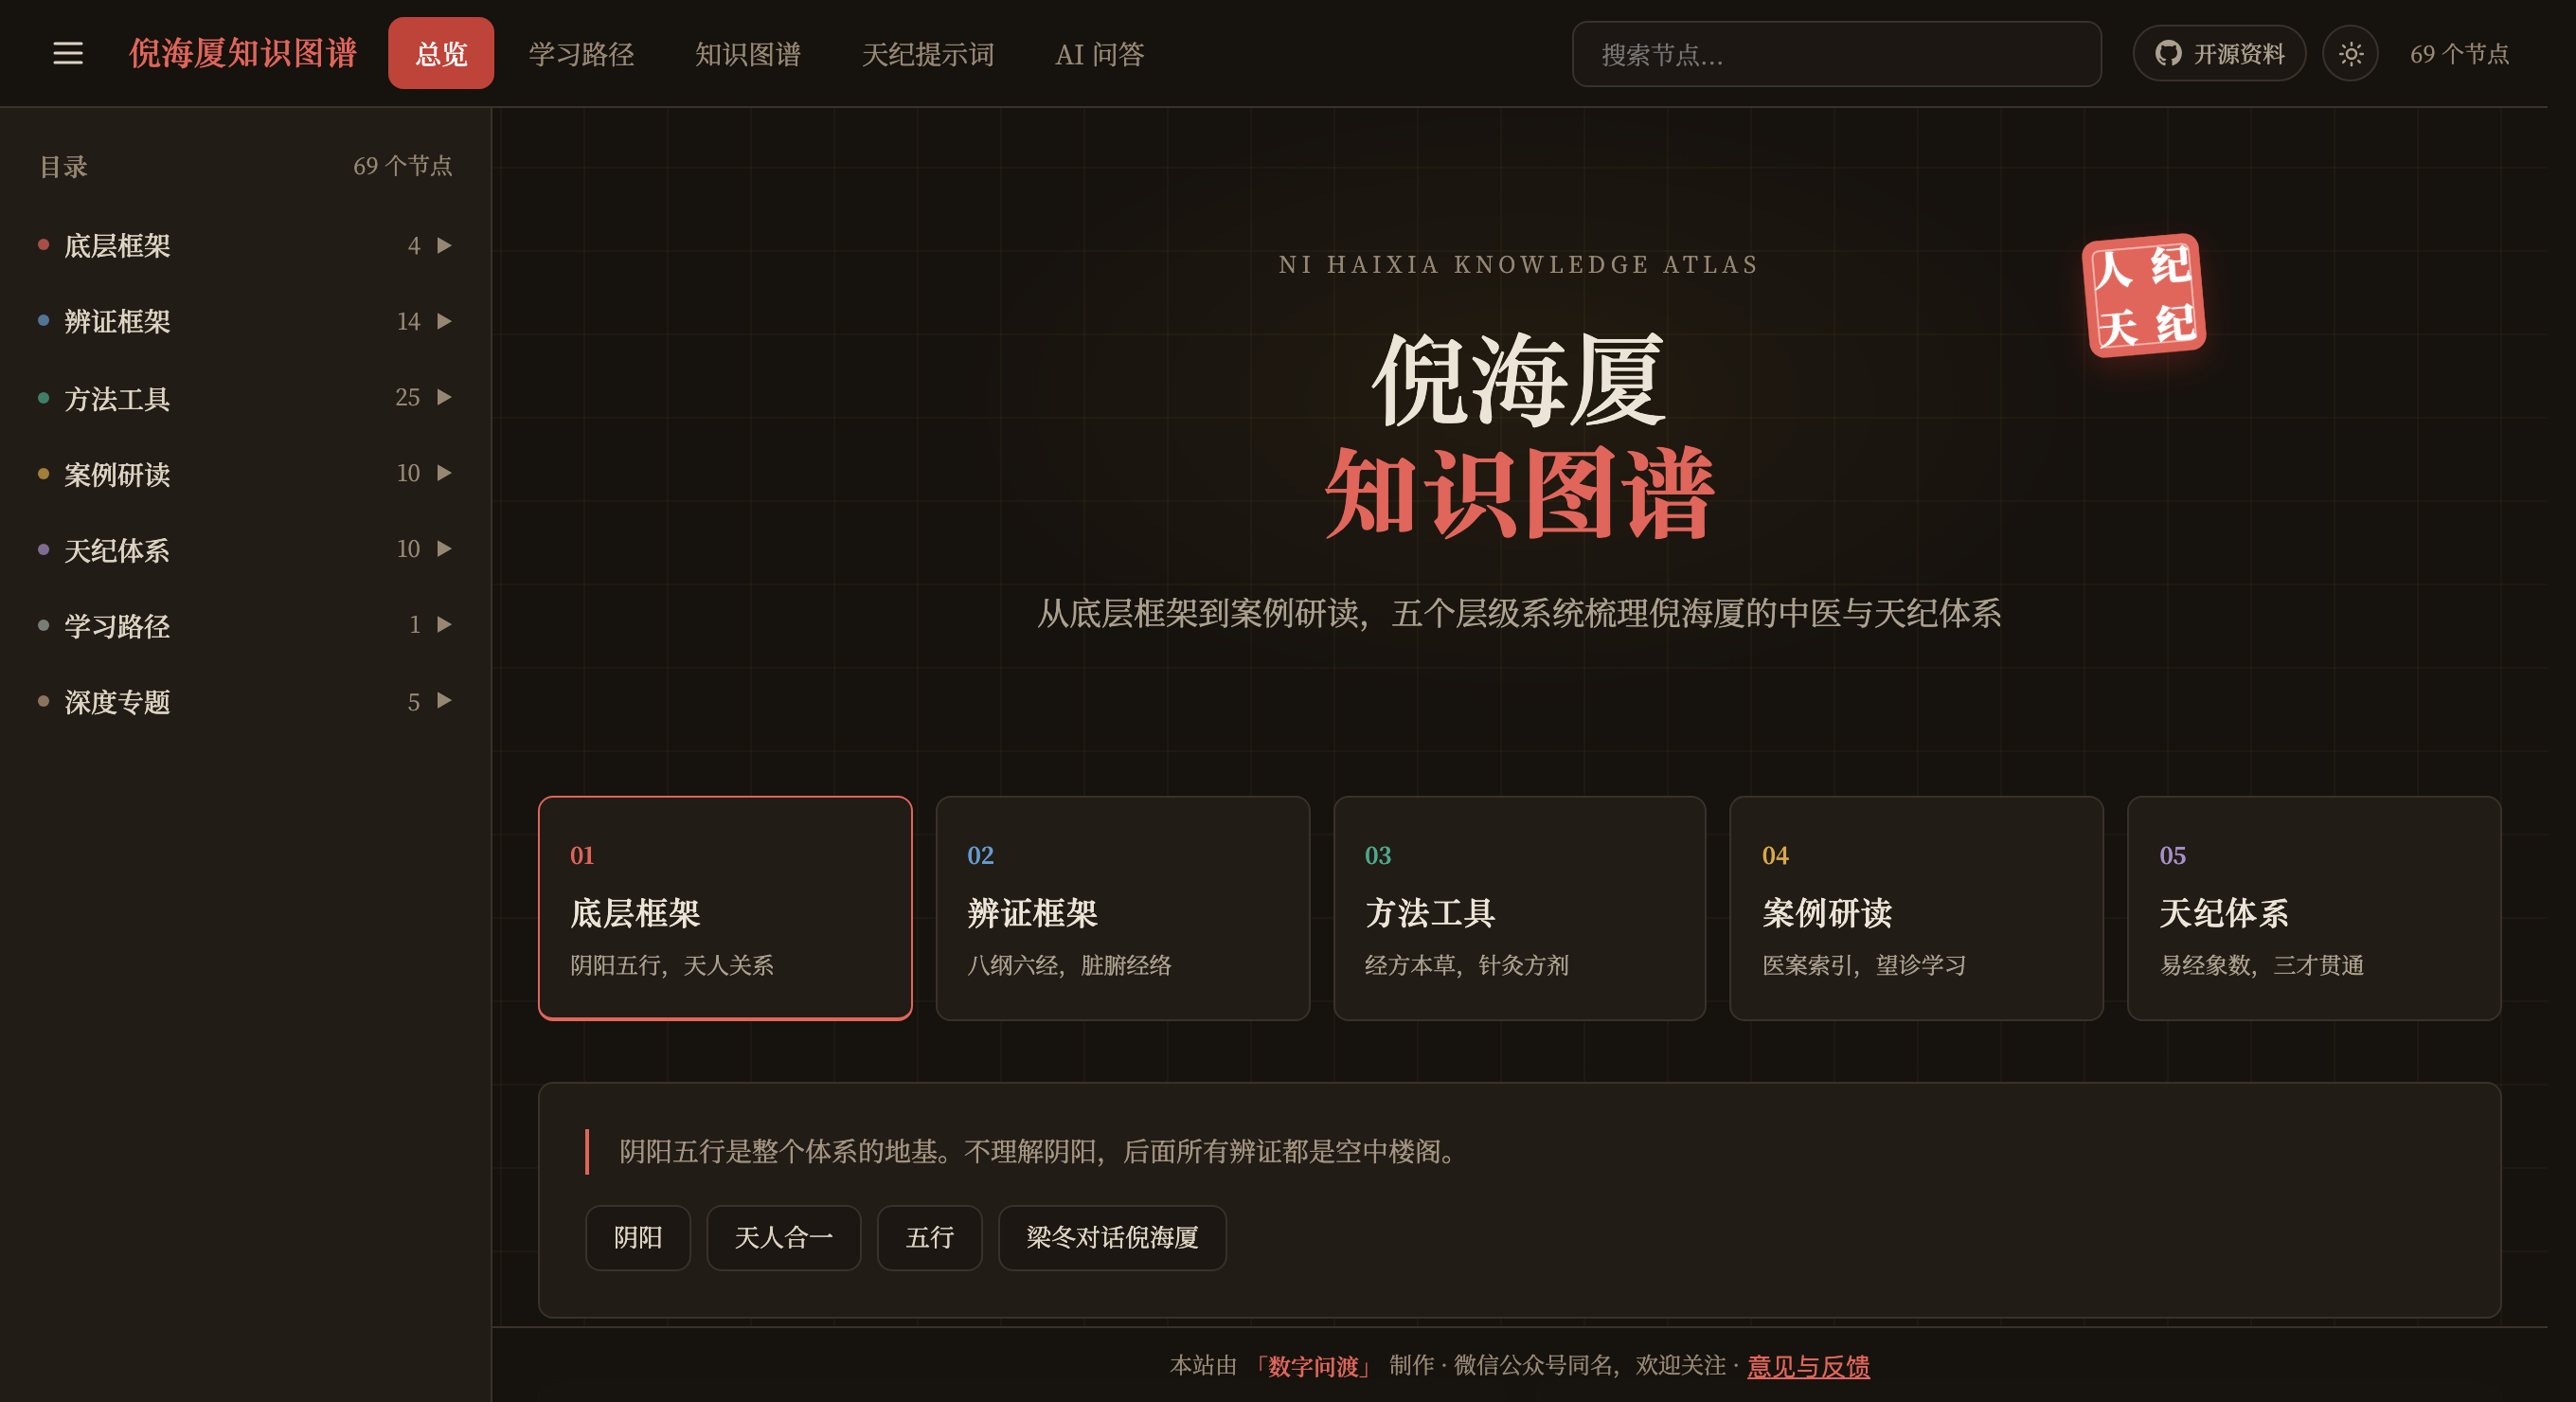 倪海厦知识图谱 总览 学习路径 知识图谱 天纪提示词 AI 问答 搜索节点... 开源资料 69 个节点
目录 69 个节点
底层框架 4
辨证框架 14
方法工具 25
案例研读 10
天纪体系 10
学习路径 1
深度专题 5
NI HAIXIA KNOWLEDGE ATLAS
人 纪
天 纪
倪海厦
知识图谱
从底层框架到案例研读，五个层级系统梳理倪海厦的中医与天纪体系
01
底层框架
阴阳五行，天人关系
02
辨证框架
八纲六经，脏腑经络
03
方法工具
经方本草，针灸方剂
04
案例研读
医案索引，望诊学习
05
天纪体系
易经象数，三才贯通
阴阳五行是整个体系的地基。不理解阴阳，后面所有辨证都是空中楼阁。
阴阳 天人合一 五行 梁冬对话倪海厦
本站由 「数字问渡」 制作 · 微信公众号同名，欢迎关注 · 意见与反馈